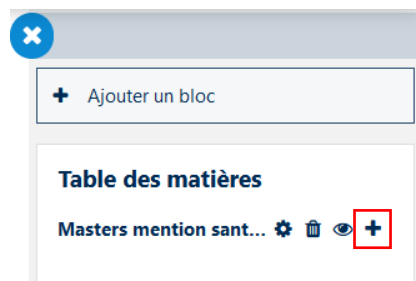 Ajouter un bloc
Table des matières
Masters mention sant...